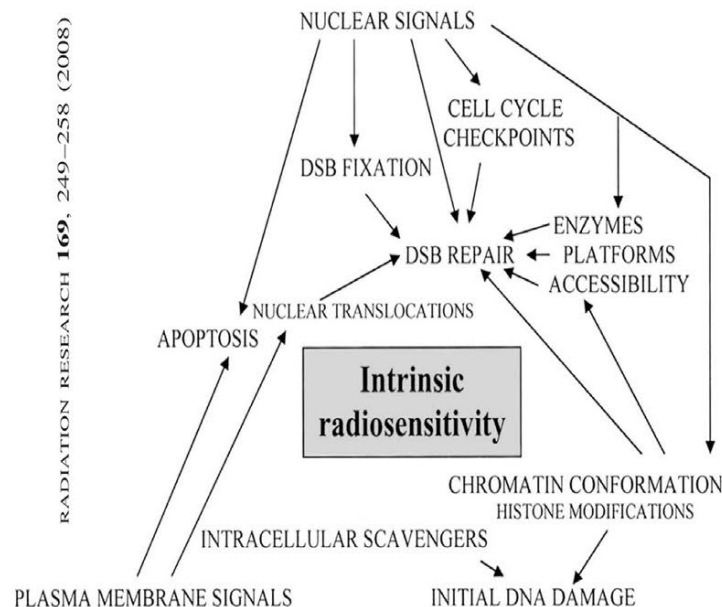 RADIATION RESEARCH 169, 249–258 (2008)
NUCLEAR SIGNALS
CELL CYCLE
CHECKPOINTS
DSB FIXATION
ENZYMES
DSB REPAIR
PLATFORMS
ACCESSIBILITY
NUCLEAR TRANSLOCATIONS
APOPTOSIS
Intrinsic
radiosensitivity
CHROMATIN CONFORMATION
HISTONE MODIFICATIONS
INTRACELLULAR SCAVENGERS
PLASMA MEMBRANE SIGNALS
INITIAL DNA DAMAGE